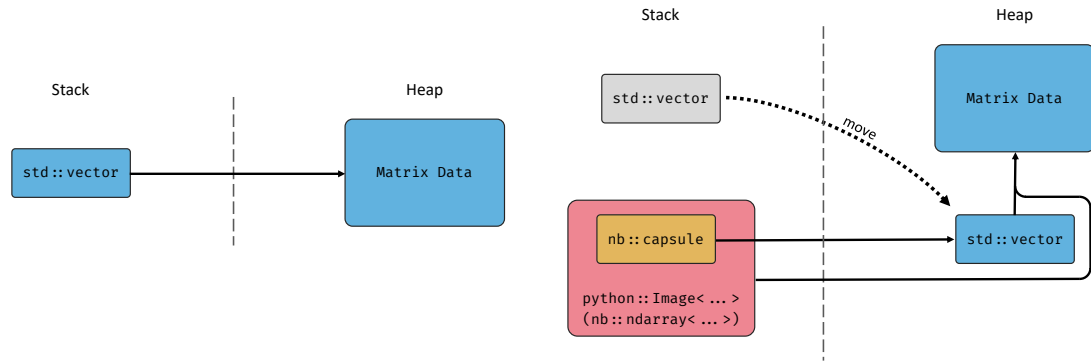 Stack
Heap
std::vector
Matrix Data
Stack
Heap
std::vector
move
Matrix Data
nb::capsule
std::vector
python::Image<...>
(nb::ndarray<...>)